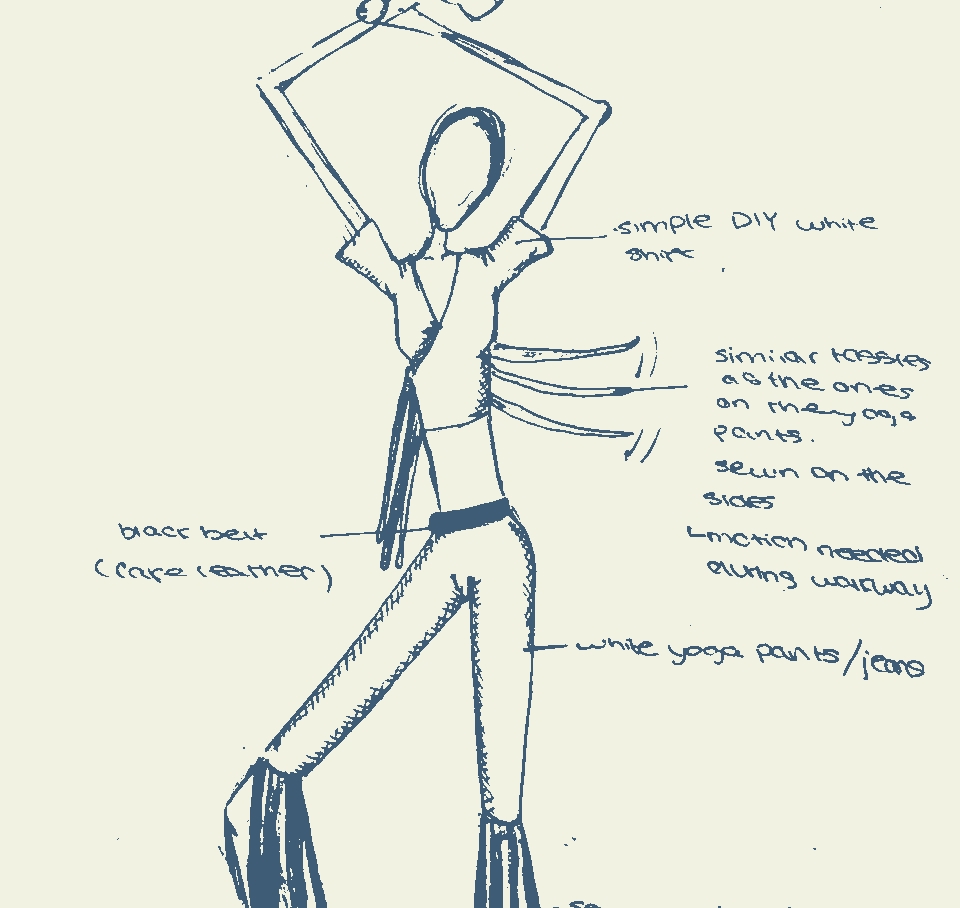 simple DIY white
shirt
similar tassles
as the ones
on the yoga
pants.
sewn on the
sides
motion needed
during walkway
black belt
(fake leather)
white yoga pants/jeans